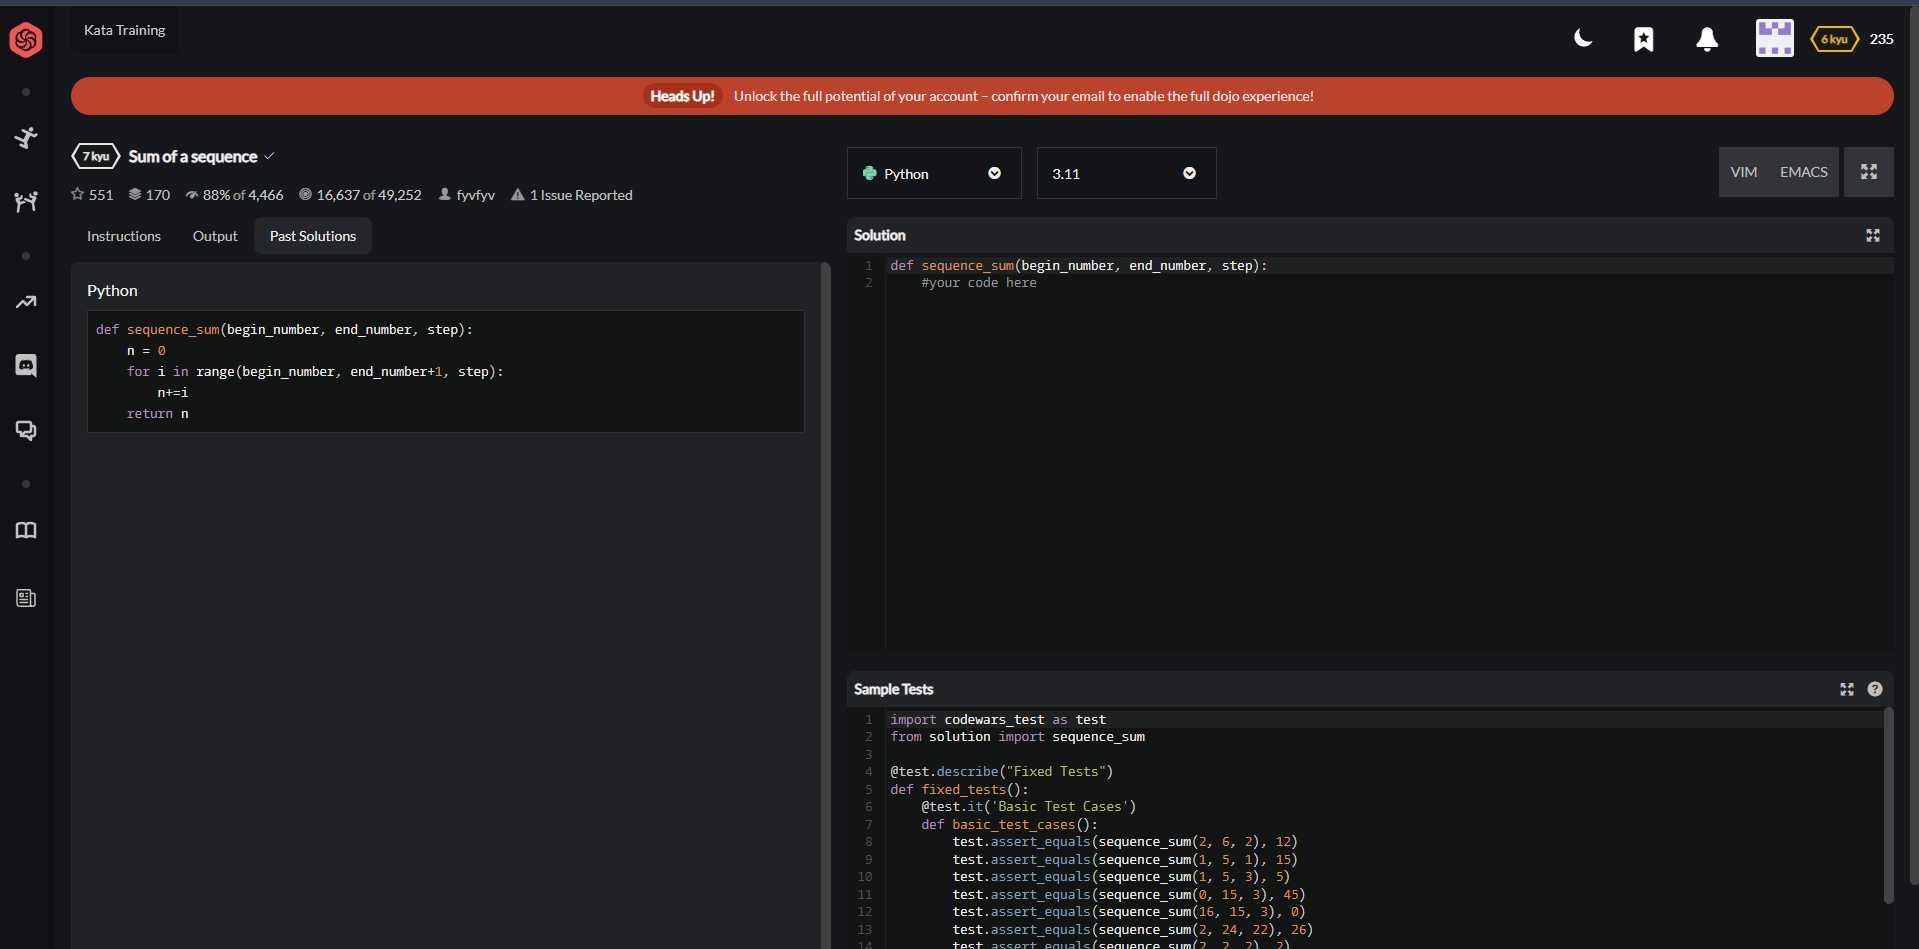 Kata Training
6 kyu 235
Heads Up! Unlock the full potential of your account – confirm your email to enable the full dojo experience!
7 kyu Sum of a sequence
551 170 88% of 4,466 16,637 of 49,252 fyvfyv 1 Issue Reported
Instructions Output Past Solutions
Python
def sequence_sum(begin_number, end_number, step):
    n = 0
    for i in range(begin_number, end_number+1, step):
        n+=i
    return n
Python 3.11 VIM EMACS
Solution
1 def sequence_sum(begin_number, end_number, step):
2     #your code here
Sample Tests
1 import codewars_test as test
2 from solution import sequence_sum
3
4 @test.describe("Fixed Tests")
5 def fixed_tests():
6     @test.it('Basic Test Cases')
7     def basic_test_cases():
8         test.assert_equals(sequence_sum(2, 6, 2), 12)
9         test.assert_equals(sequence_sum(1, 5, 1), 15)
10         test.assert_equals(sequence_sum(1, 5, 3), 5)
11         test.assert_equals(sequence_sum(0, 15, 3), 45)
12         test.assert_equals(sequence_sum(16, 15, 3), 0)
13         test.assert_equals(sequence_sum(2, 24, 22), 26)
14         test.assert_equals(sequence_sum(2, 2, 2), 2)